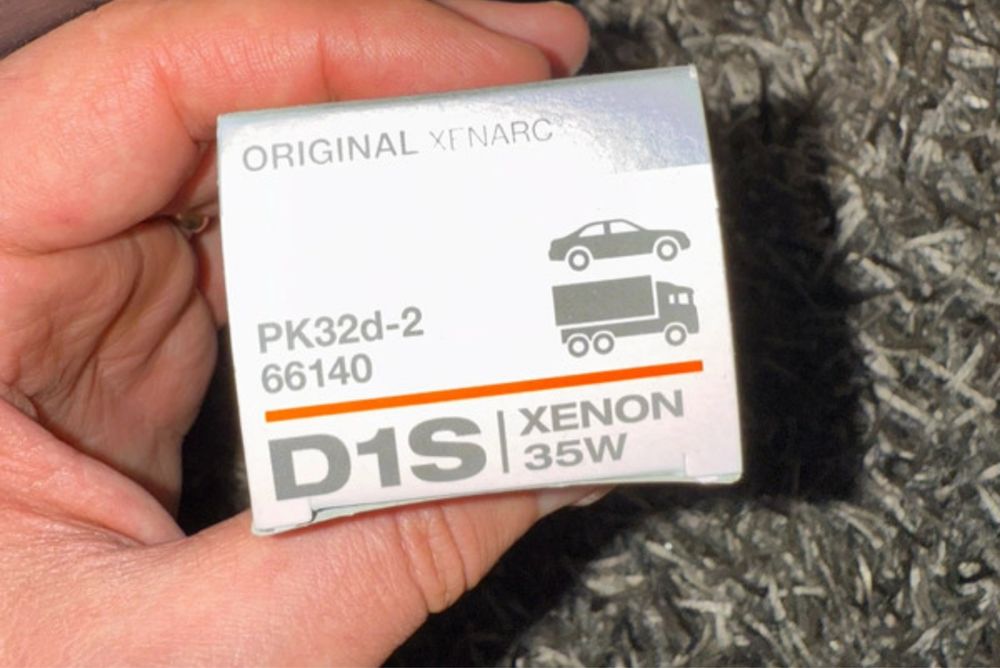 ORIGINAL XENARC
PK32d-2
66140
D1S
XENON
35W